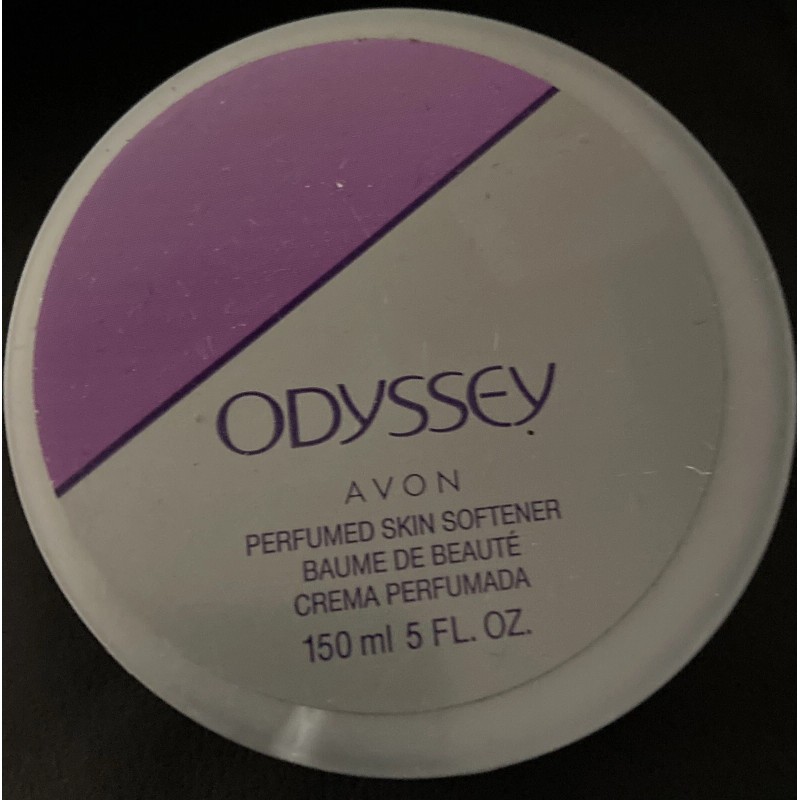 ODYSSEY
AVON
PERFUMED SKIN SOFTENER
BAUME DE BEAUTÉ
CREMA PERFUMADA
150 ml 5 FL. OZ.